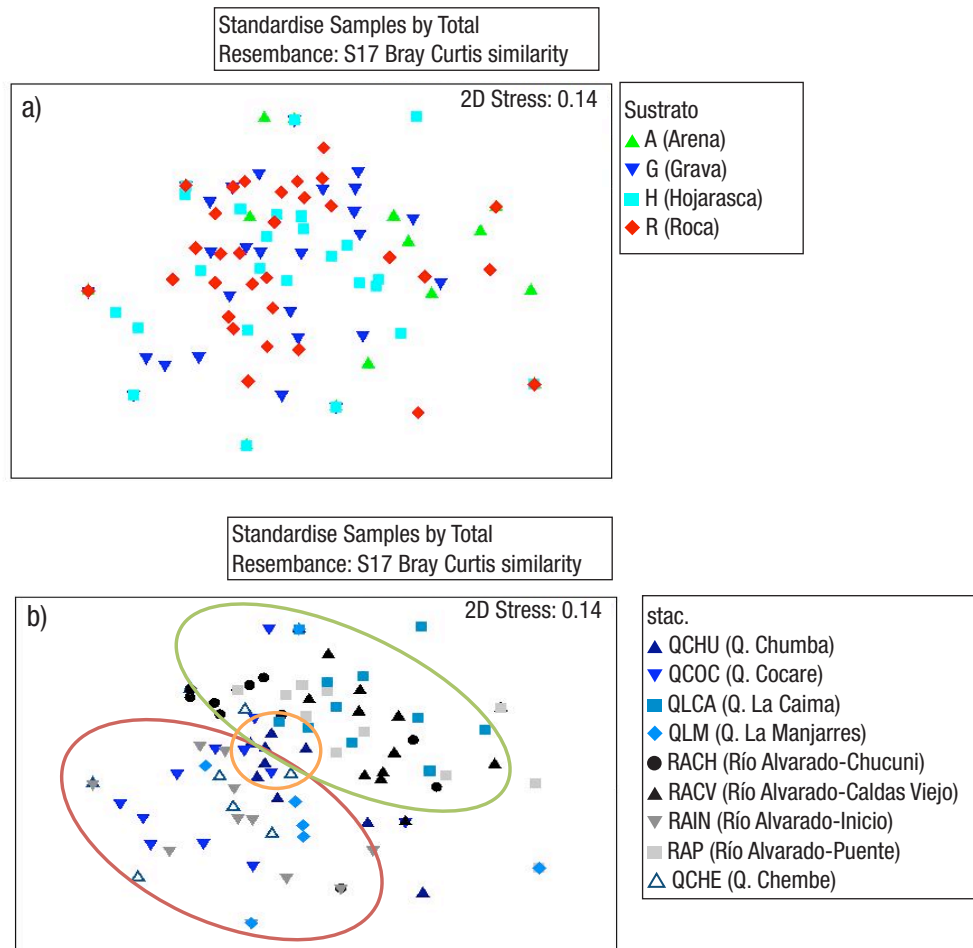 Standardise Samples by Total
Resembance: S17 Bray Curtis similarity
a)
2D Stress: 0.14
Sustrato
A (Arena)
G (Grava)
H (Hojarasca)
R (Roca)
Standardise Samples by Total
Resembance: S17 Bray Curtis similarity
b)
2D Stress: 0.14
stac.
QCHU (Q. Chumba)
QCOC (Q. Cocare)
QLCA (Q. La Caima)
QLM (Q. La Manjarres)
RACH (Río Alvarado-Chucuni)
RACV (Río Alvarado-Caldas Viejo)
RAIN (Río Alvarado-Inicio)
RAP (Río Alvarado-Puente)
QCHE (Q. Chembe)